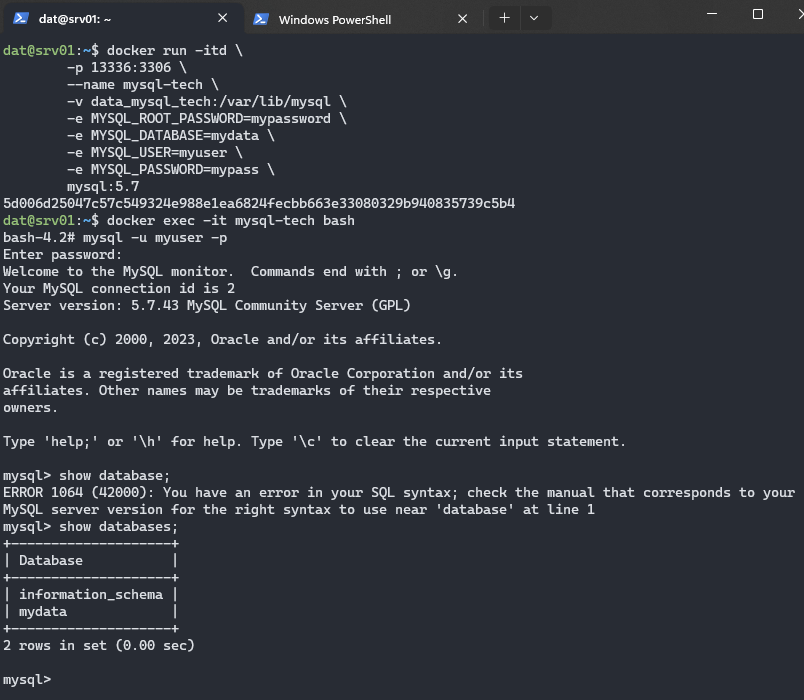 dat@srv01: ~
Windows PowerShell
dat@srv01:~$ docker run -itd \
        -p 13336:3306 \
        --name mysql-tech \
        -v data_mysql_tech:/var/lib/mysql \
        -e MYSQL_ROOT_PASSWORD=mypassword \
        -e MYSQL_DATABASE=mydata \
        -e MYSQL_USER=myuser \
        -e MYSQL_PASSWORD=mypass \
        mysql:5.7
5d006d25047c57c549324e988e1ea6824fecbb663e33080329b940835739c5b4
dat@srv01:~$ docker exec -it mysql-tech bash
bash-4.2# mysql -u myuser -p
Enter password:
Welcome to the MySQL monitor.  Commands end with ; or \g.
Your MySQL connection id is 2
Server version: 5.7.43 MySQL Community Server (GPL)

Copyright (c) 2000, 2023, Oracle and/or its affiliates.

Oracle is a registered trademark of Oracle Corporation and/or its
affiliates. Other names may be trademarks of their respective
owners.

Type 'help;' or '\h' for help. Type '\c' to clear the current input statement.

mysql> show database;
ERROR 1064 (42000): You have an error in your SQL syntax; check the manual that corresponds to your
MySQL server version for the right syntax to use near 'database' at line 1
mysql> show databases;
+--------------------+
| Database           |
+--------------------+
| information_schema |
| mydata             |
+--------------------+
2 rows in set (0.00 sec)

mysql>